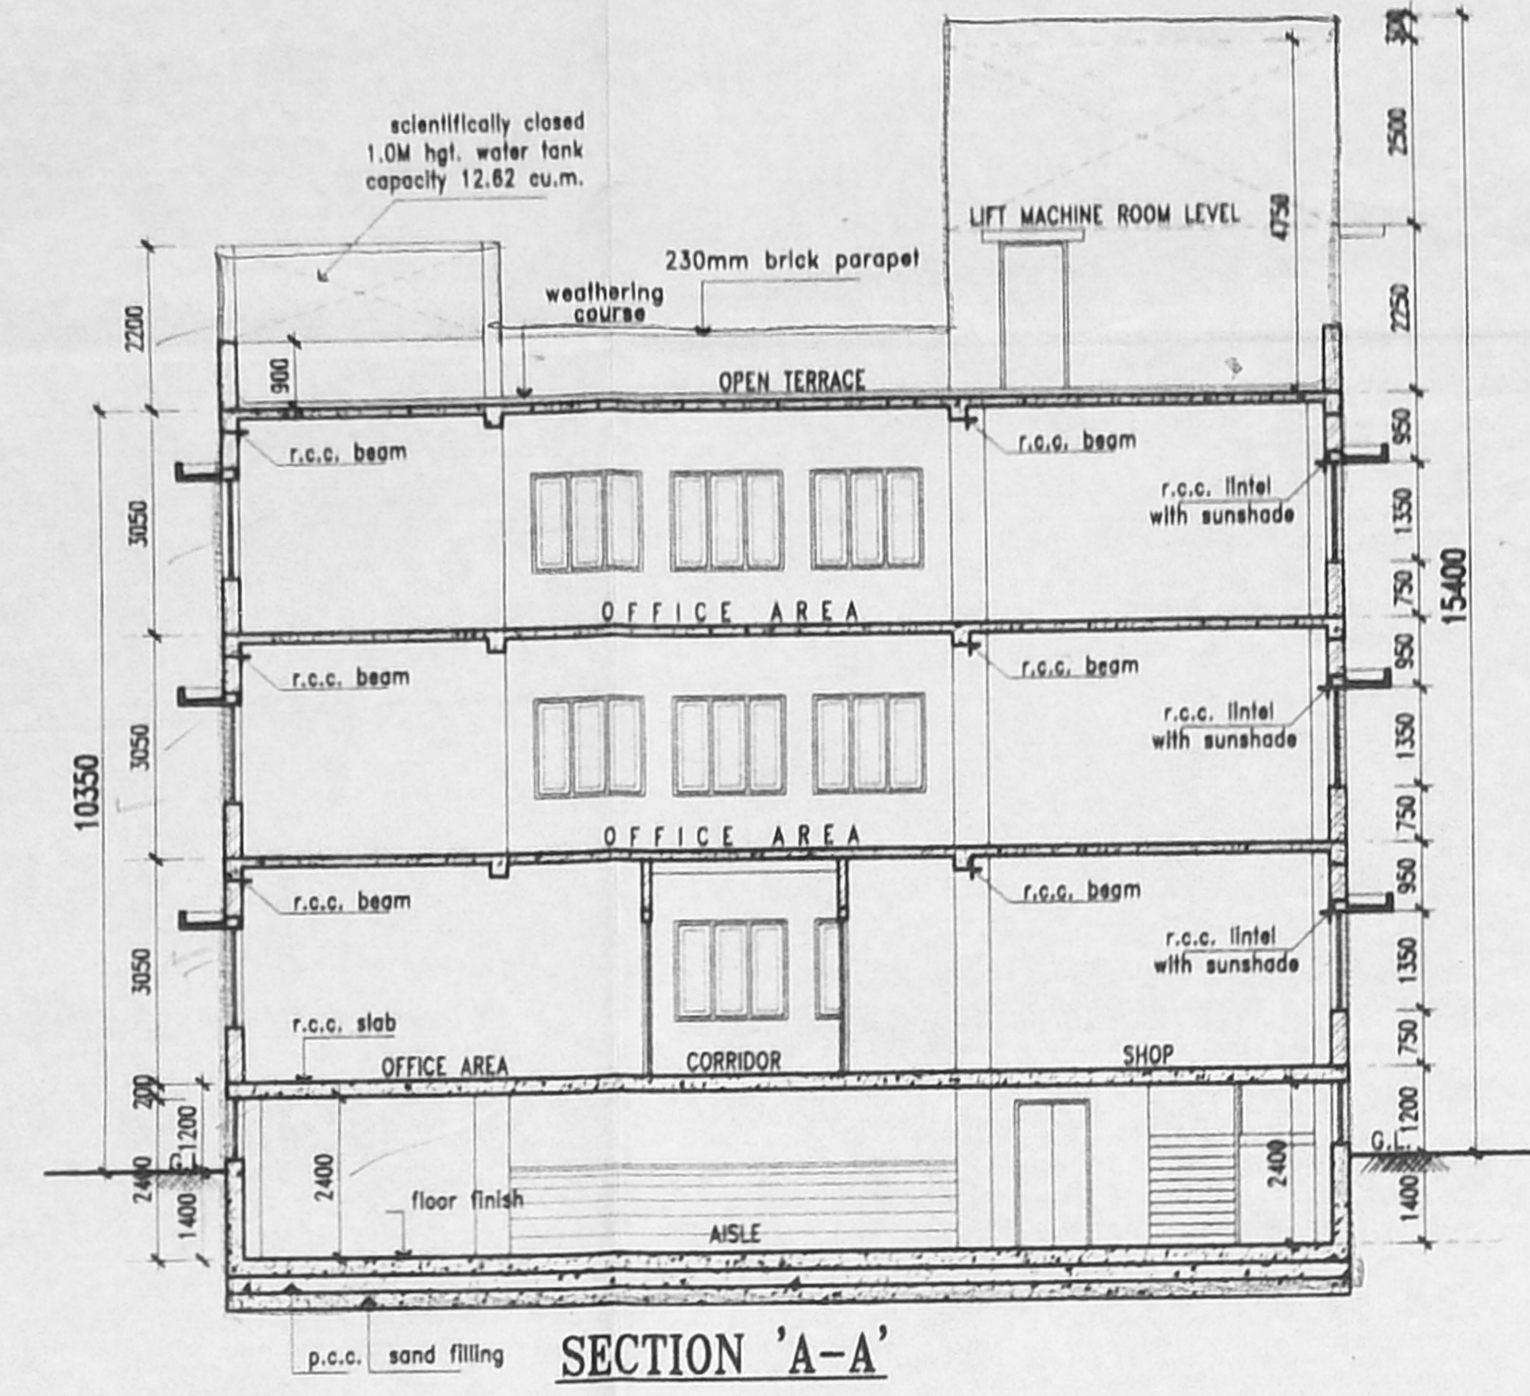 scientifically closed
1.0M hgt. water tank
capacity 12.62 cu.m.
2500
LIFT MACHINE ROOM LEVEL
4750
230mm brick parapet
weathering
course
2200
900
2250
OPEN TERRACE
r.c.c. beam
r.c.c. beam
950
r.c.c. lintel
with sunshade
3050
1350
750
OFFICE AREA
15400
r.c.c. beam
r.c.c. beam
950
r.c.c. lintel
with sunshade
3050
1350
10350
750
OFFICE AREA
r.c.c. beam
r.c.c. beam
950
r.c.c. lintel
with sunshade
3050
1350
r.c.c. slab
750
OFFICE AREA
CORRIDOR
SHOP
200
1200
1200
G.L.
2400
2400
2400
1400
1400
floor finish
AISLE
p.c.c.
sand filling
SECTION 'A-A'